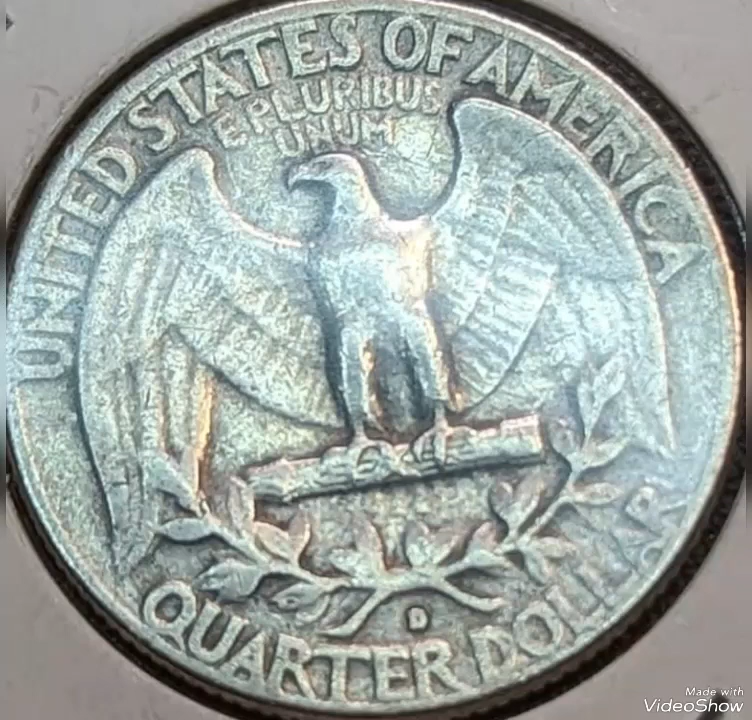 UNITED STATES OF AMERICA
E PLURIBUS
UNUM
D
QUARTER DOLLAR
Made with
VideoShow